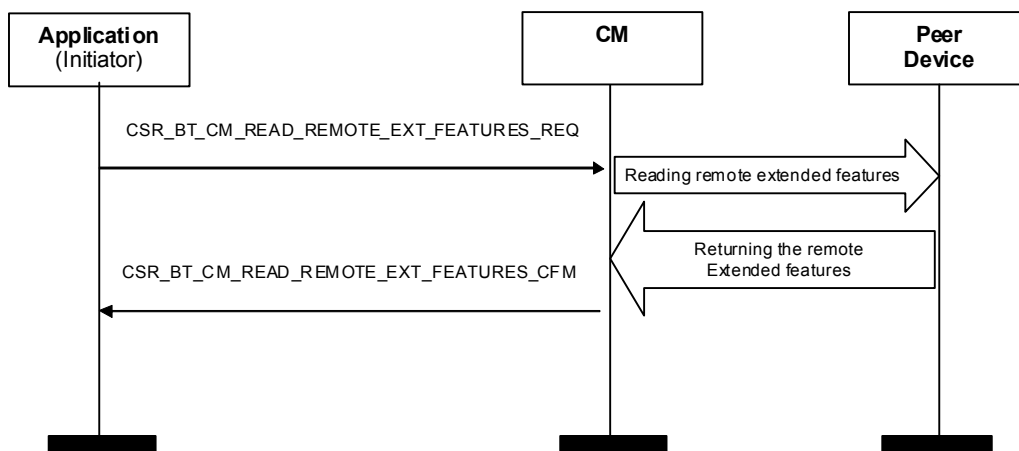 Application
(Initiator)
CM
Peer
Device
CSR_BT_CM_READ_REMOTE_EXT_FEATURES_REQ
Reading remote extended features
Returning the remote
Extended features
CSR_BT_CM_READ_REMOTE_EXT_FEATURES_CFM